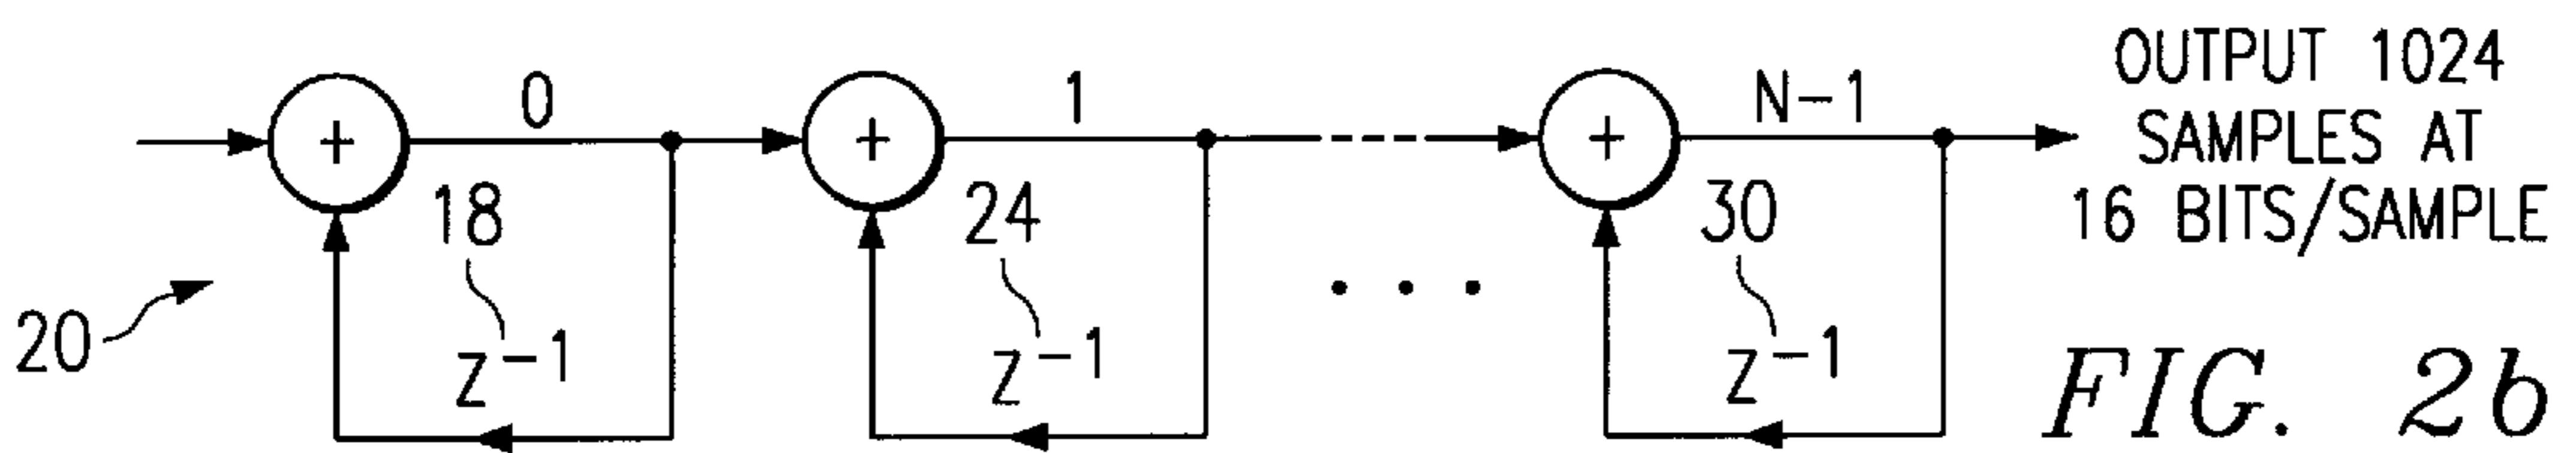 OUTPUT 1024
SAMPLES AT
16 BITS/SAMPLE
0
1
N-1
+
+
+
18
24
30
20
Z⁻¹
Z⁻¹
Z⁻¹
. . .
FIG. 2b